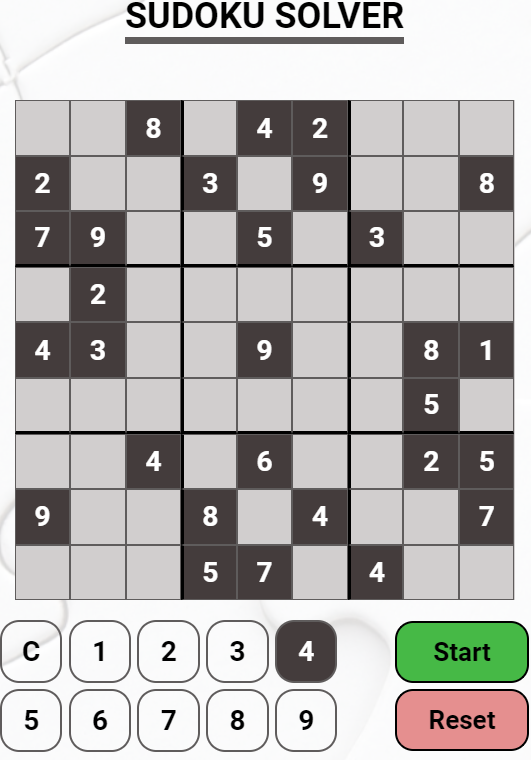 SUDOKU SOLVER
8 4 2
2 3 9 8
7 9 5 3
2
4 3 9 8 1
5
4 6 2 5
9 8 4 7
5 7 4
C 1 2 3 4 Start
5 6 7 8 9 Reset